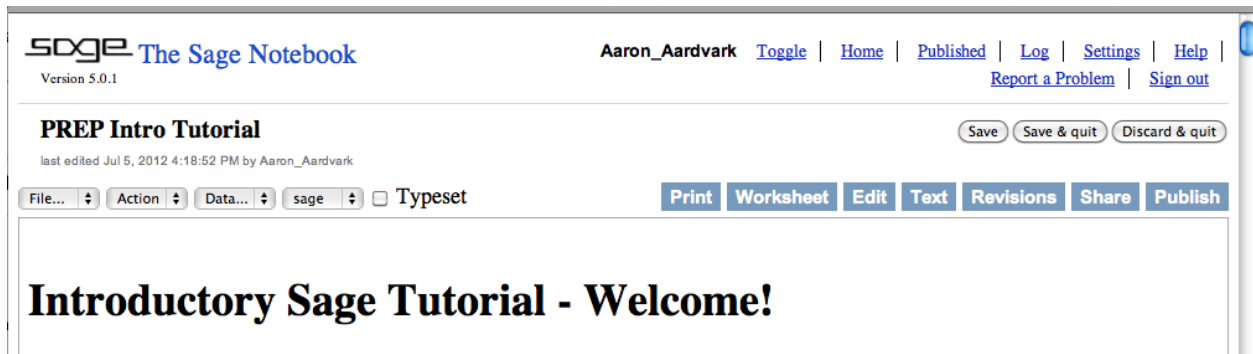 sage The Sage Notebook
Version 5.0.1
Aaron_Aardvark Toggle | Home | Published | Log | Settings | Help |
Report a Problem | Sign out
PREP Intro Tutorial
Save Save & quit Discard & quit
last edited Jul 5, 2012 4:18:52 PM by Aaron_Aardvark
File... Action Data... sage Typeset Print Worksheet Edit Text Revisions Share Publish
Introductory Sage Tutorial - Welcome!